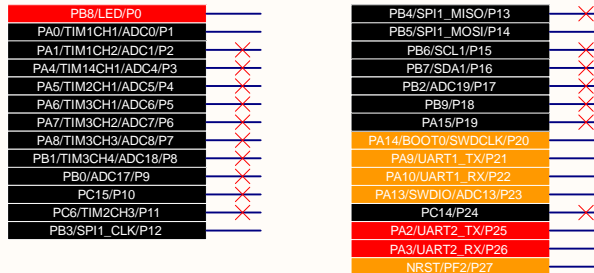 PB8/LED/P0
PA0/TIM1CH1/ADC0/P1
PA1/TIM1CH2/ADC1/P2
PA4/TIM14CH1/ADC4/P3
PA5/TIM2CH1/ADC5/P4
PA6/TIM3CH1/ADC6/P5
PA7/TIM3CH2/ADC7/P6
PA8/TIM3CH3/ADC8/P7
PB1/TIM3CH4/ADC18/P8
PB0/ADC17/P9
PC15/P10
PC6/TIM2CH3/P11
PB3/SPI1_CLK/P12
PB4/SPI1_MISO/P13
PB5/SPI1_MOSI/P14
PB6/SCL1/P15
PB7/SDA1/P16
PB2/ADC19/P17
PB9/P18
PA15/P19
PA14/BOOT0/SWDCLK/P20
PA9/UART1_TX/P21
PA10/UART1_RX/P22
PA13/SWDIO/ADC13/P23
PC14/P24
PA2/UART2_TX/P25
PA3/UART2_RX/P26
NRST/PF2/P27